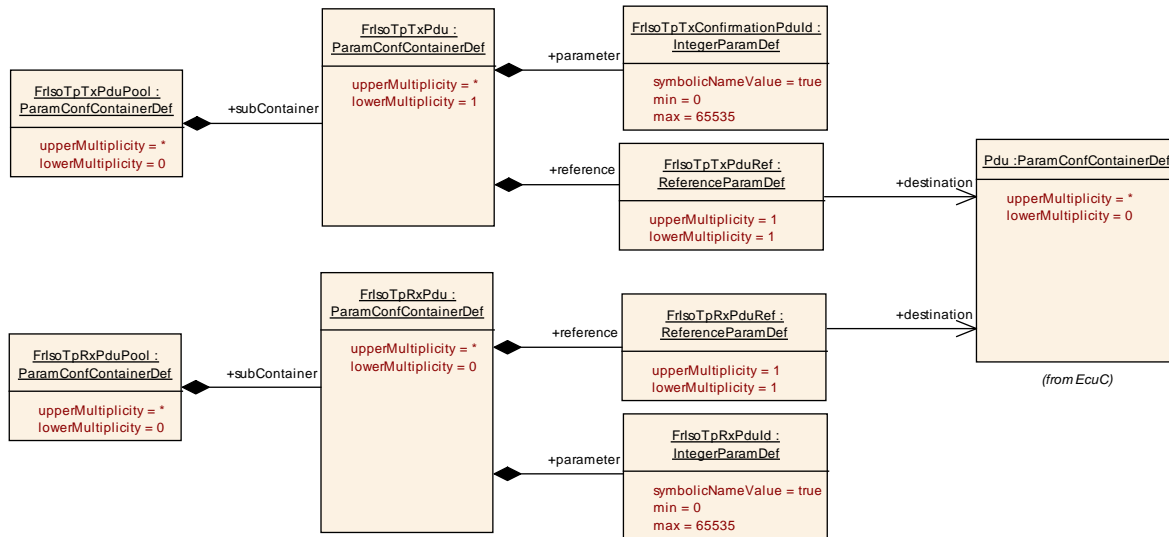 FrIsoTpTxPduPool :
ParamConfContainerDef
upperMultiplicity = *
lowerMultiplicity = 0
+subContainer
FrIsoTpTxPdu :
ParamConfContainerDef
upperMultiplicity = *
lowerMultiplicity = 1
+parameter
FrIsoTpTxConfirmationPduId :
IntegerParamDef
symbolicNameValue = true
min = 0
max = 65535
+reference
FrIsoTpTxPduRef :
ReferenceParamDef
upperMultiplicity = 1
lowerMultiplicity = 1
+destination
Pdu :ParamConfContainerDef
upperMultiplicity = *
lowerMultiplicity = 0
(from EcuC)
FrIsoTpRxPduPool :
ParamConfContainerDef
upperMultiplicity = *
lowerMultiplicity = 0
+subContainer
FrIsoTpRxPdu :
ParamConfContainerDef
upperMultiplicity = *
lowerMultiplicity = 0
+reference
FrIsoTpRxPduRef :
ReferenceParamDef
upperMultiplicity = 1
lowerMultiplicity = 1
+destination
+parameter
FrIsoTpRxPduId :
IntegerParamDef
symbolicNameValue = true
min = 0
max = 65535